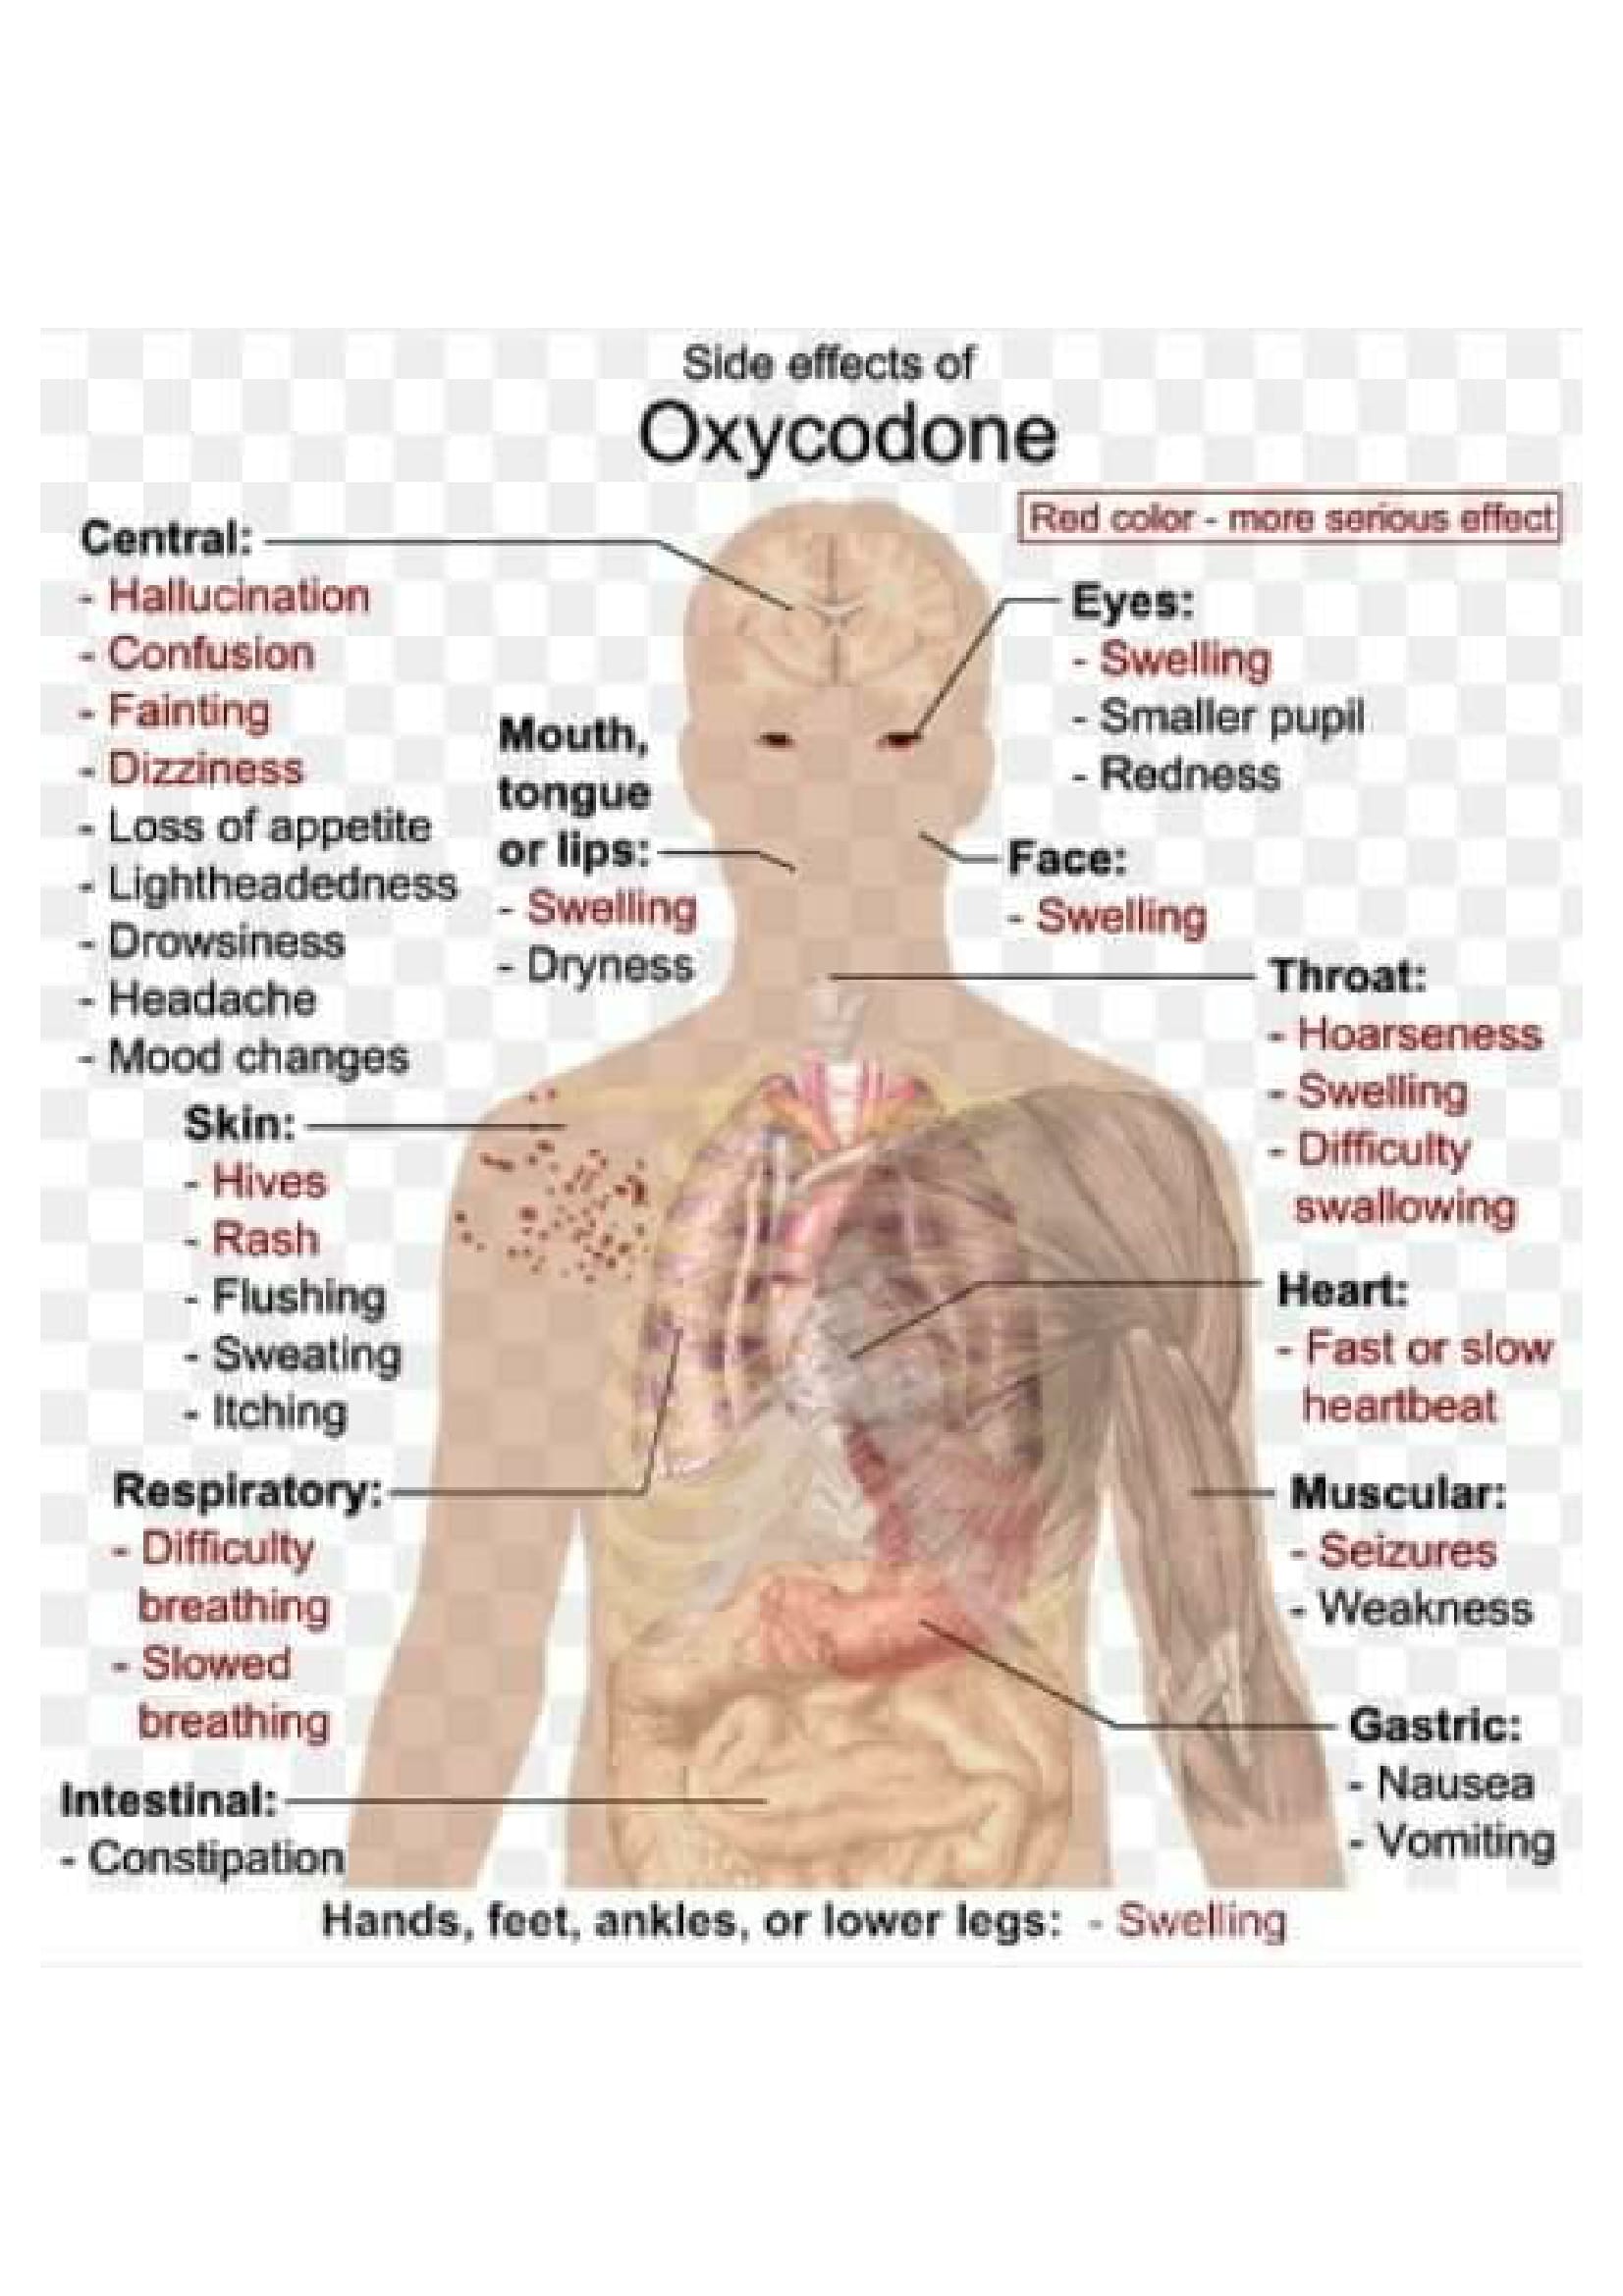 Side effects of
Oxycodone
Red color - more serious effect
Central:
- Hallucination
- Confusion
- Fainting
- Dizziness
- Loss of appetite
- Lightheadedness
- Drowsiness
- Headache
- Mood changes
Eyes:
- Swelling
- Smaller pupil
- Redness
Mouth,
tongue
or lips:
- Swelling
- Dryness
Face:
- Swelling
Throat:
- Hoarseness
- Swelling
- Difficulty
swallowing
Skin:
- Hives
- Rash
- Flushing
- Sweating
- Itching
Heart:
- Fast or slow
heartbeat
Respiratory:
- Difficulty
breathing
- Slowed
breathing
Muscular:
- Seizures
- Weakness
Gastric:
- Nausea
- Vomiting
Intestinal:
- Constipation
Hands, feet, ankles, or lower legs: - Swelling